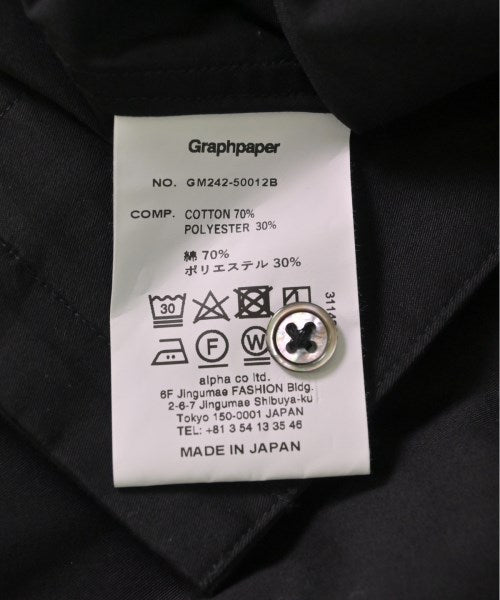 Graphpaper
NO. GM242-50012B
COMP. COTTON 70%
POLYESTER 30%
綿 70%
ポリエステル 30%
30
F
W
alpha co ltd.
6F Jingumae FASHION Bldg.
2-6-7 Jingumae Shibuya-ku
Tokyo 150-0001 JAPAN
TEL: +81 3 54 13 35 46
MADE IN JAPAN